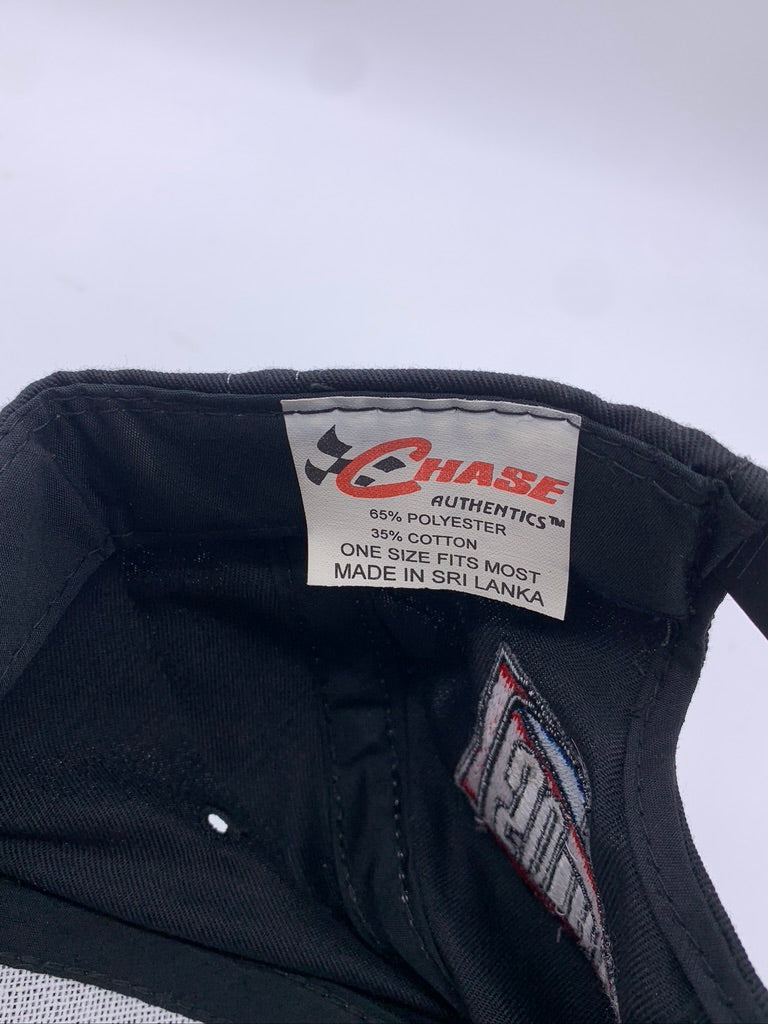 CHASE
AUTHENTICS™
65% POLYESTER
35% COTTON
ONE SIZE FITS MOST
MADE IN SRI LANKA